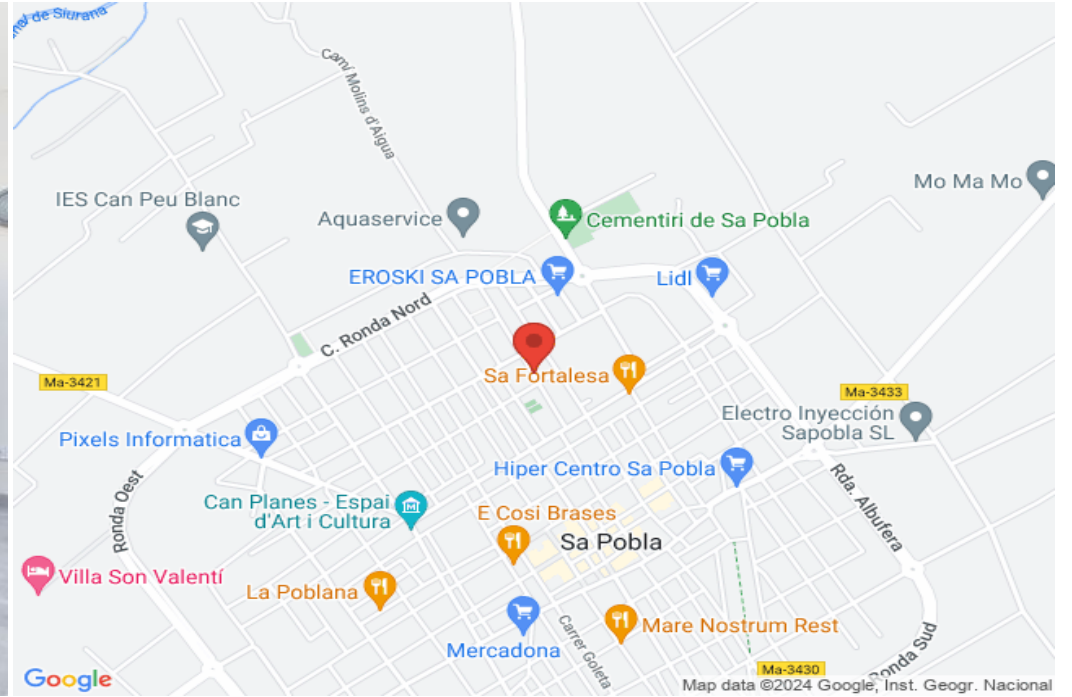 de Siurana
Camí Molins d'Aigua
IES Can Peu Blanc
Mo Ma Mo
Aquaservice
Cementiri de Sa Pobla
EROSKI SA POBLA
Lidl
C. Ronda Nord
Sa Fortalesa
Ma-3421
Ma-3433
Electro Inyección
Sapobla SL
Pixels Informatica
Hiper Centro Sa Pobla
Can Planes - Espai
d'Art i Cultura
E Cosi Brases
Ronda Oest
Rda. Albufera
Sa Pobla
Villa Son Valentí
La Poblana
Carrer Goleta
Mare Nostrum Rest
Mercadona
Ma-3430
Ronda Sud
Google
Map data ©2024 Google, Inst. Geogr. Nacional